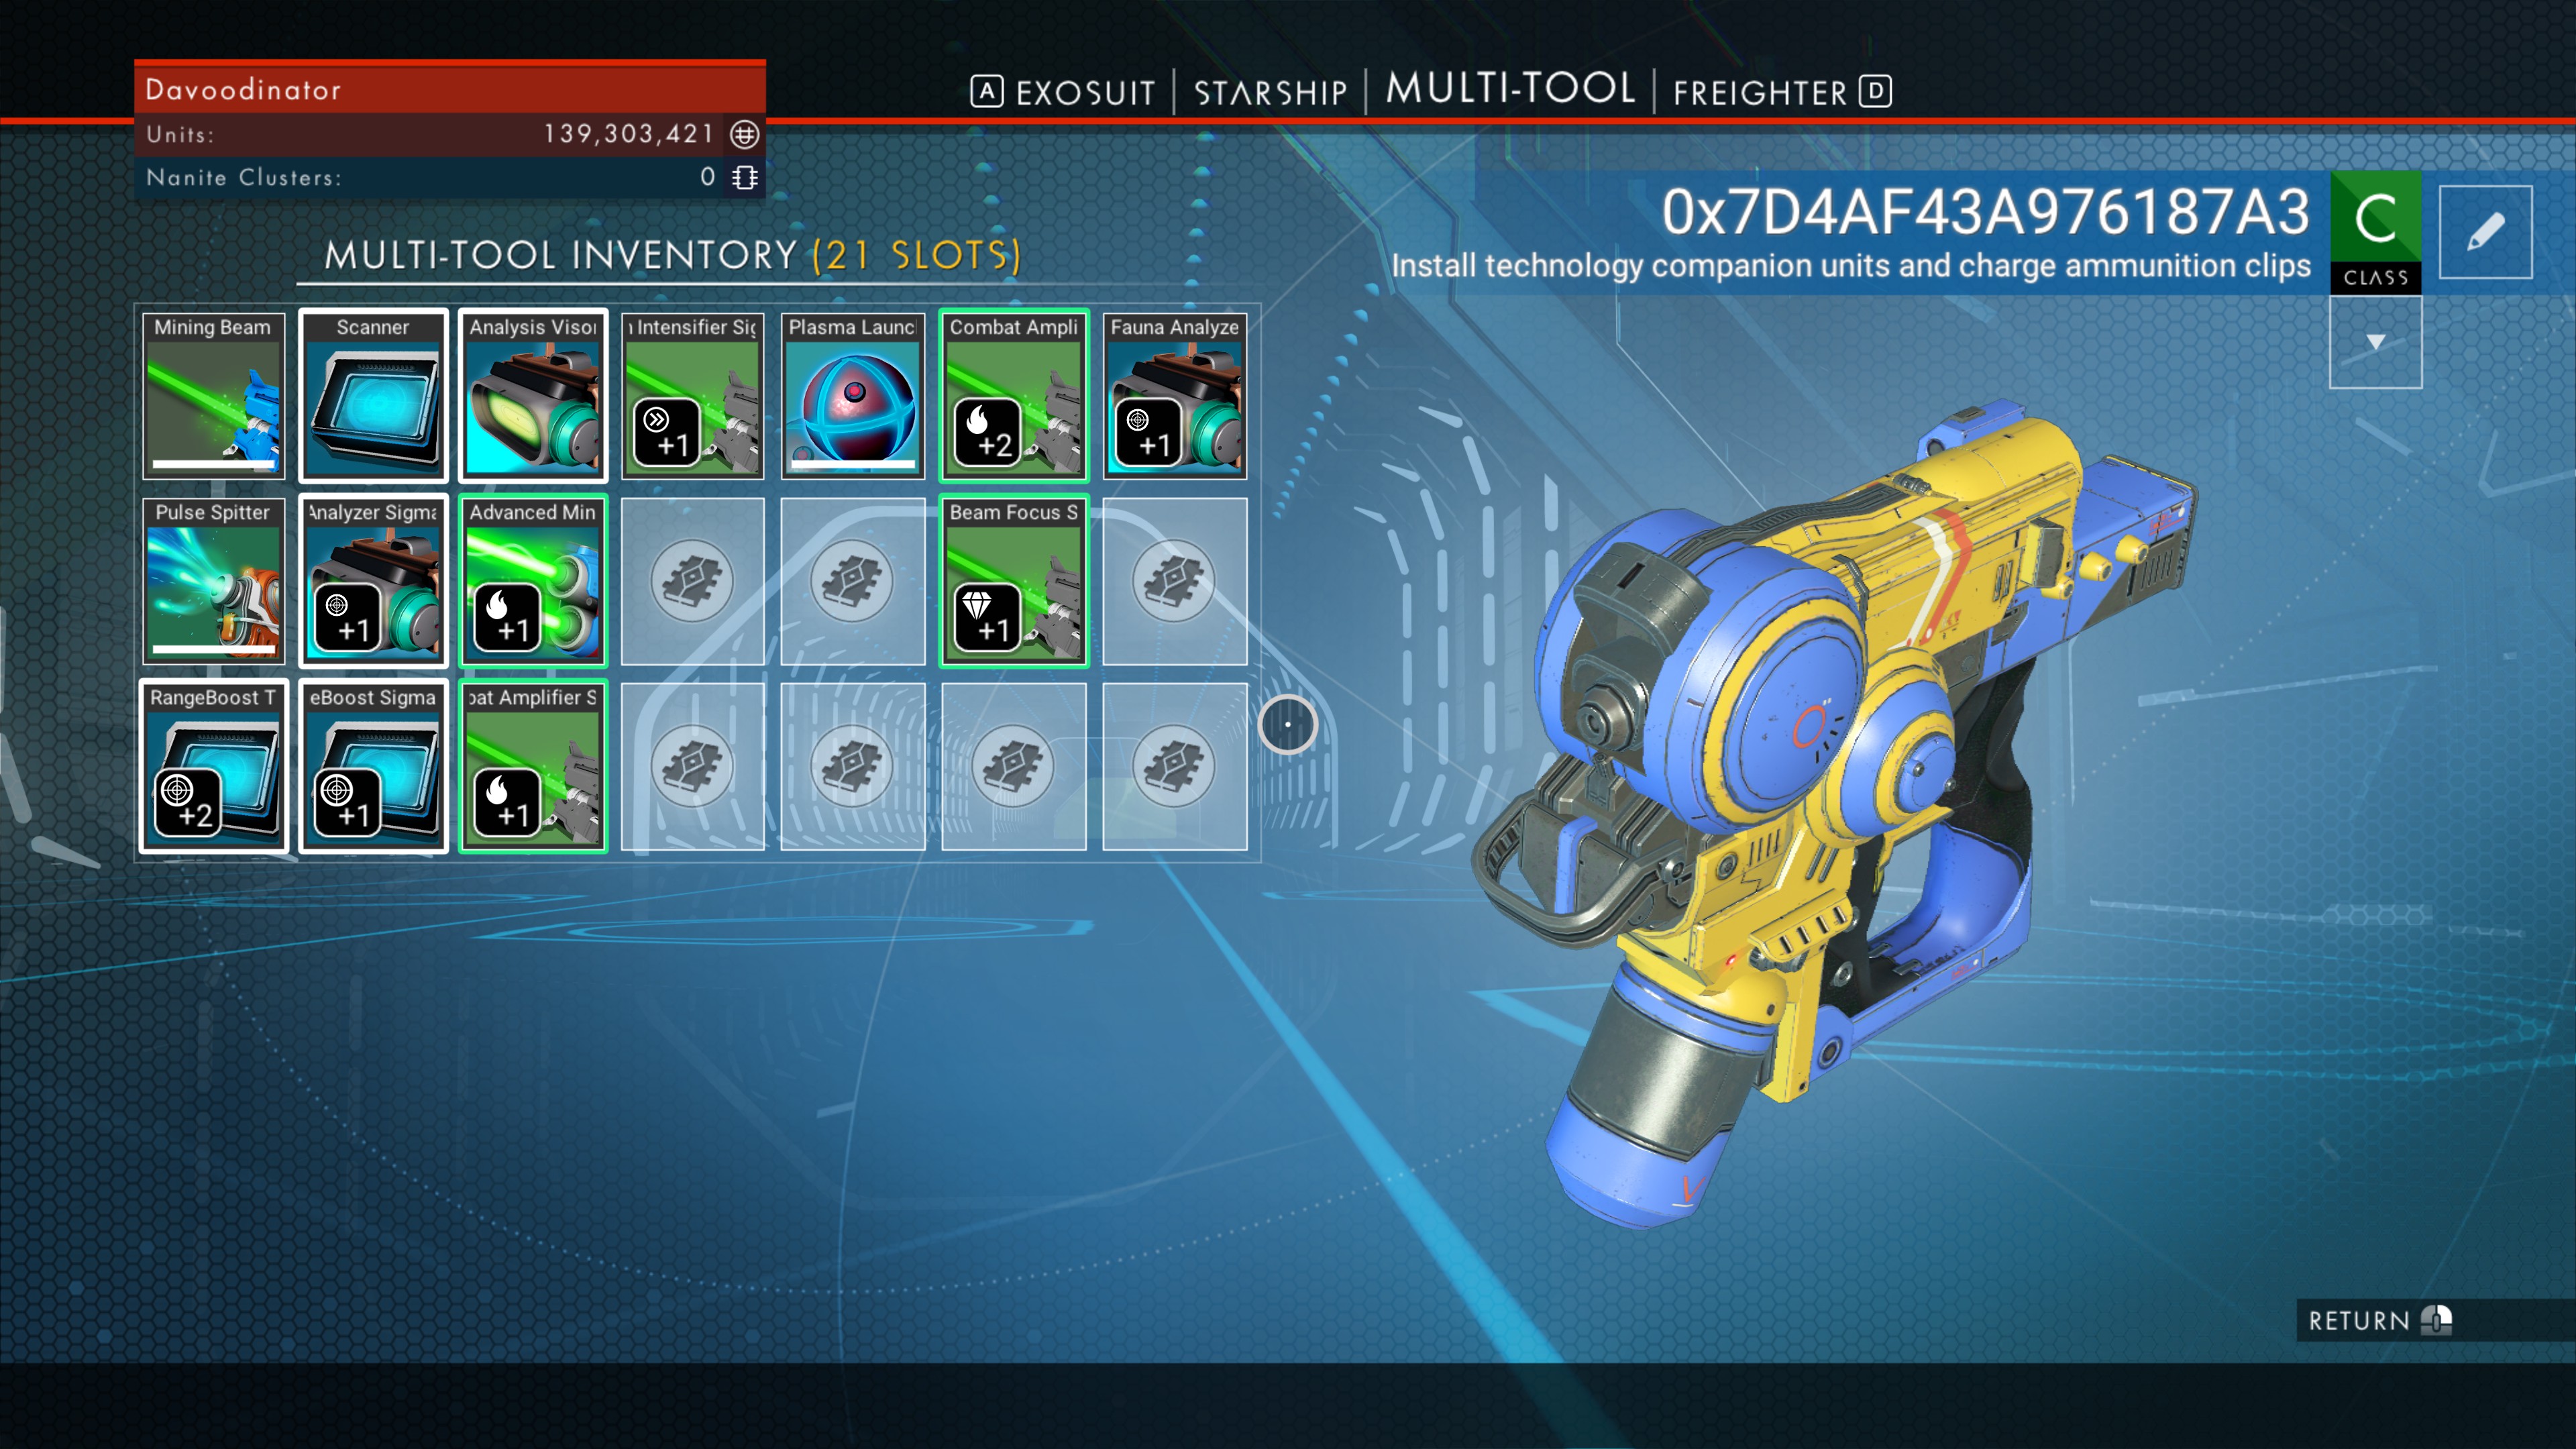 Davoodinator
Units: 139,303,421
Nanite Clusters: 0
A EXOSUIT STARSHIP MULTI-TOOL FREIGHTER D
0x7D4AF43A976187A3
Install technology companion units and charge ammunition clips
C
CLASS
MULTI-TOOL INVENTORY (21 SLOTS)
Mining Beam Scanner Analysis Visor Intensifier Sig Plasma Launc Combat Ampli Fauna Analyze
+1 +2 +1
Pulse Spitter Analyzer Sigma Advanced Min Beam Focus S
+1 +1 +1
RangeBoost T eBoost Sigma bat Amplifier S
+2 +1 +1
RETURN